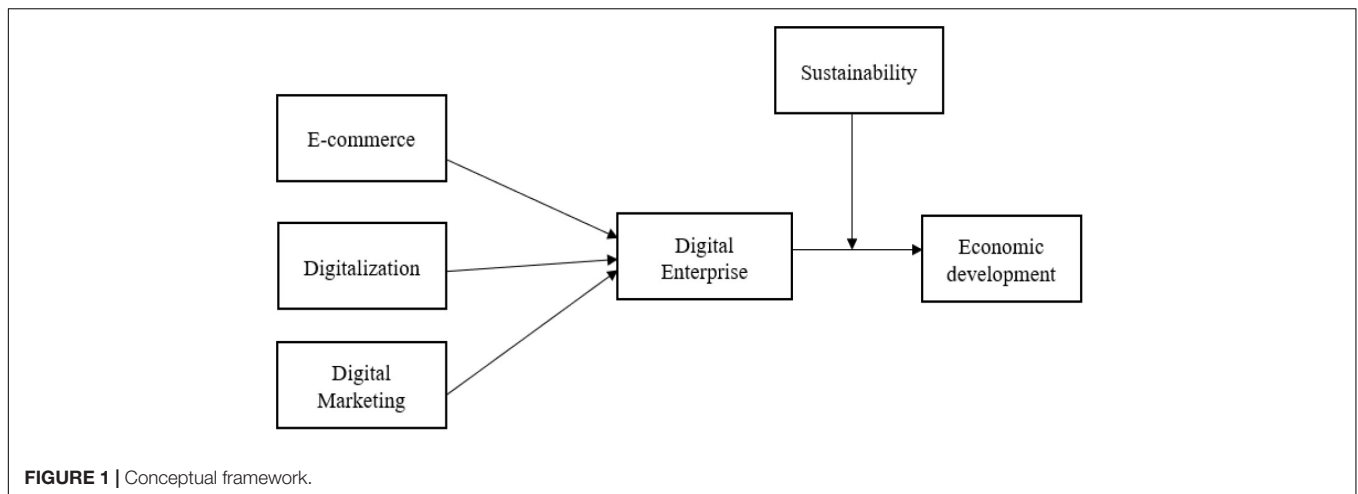 Sustainability
E-commerce
Digitalization
Digital
Marketing
Digital
Enterprise
Economic
development
FIGURE 1 | Conceptual framework.